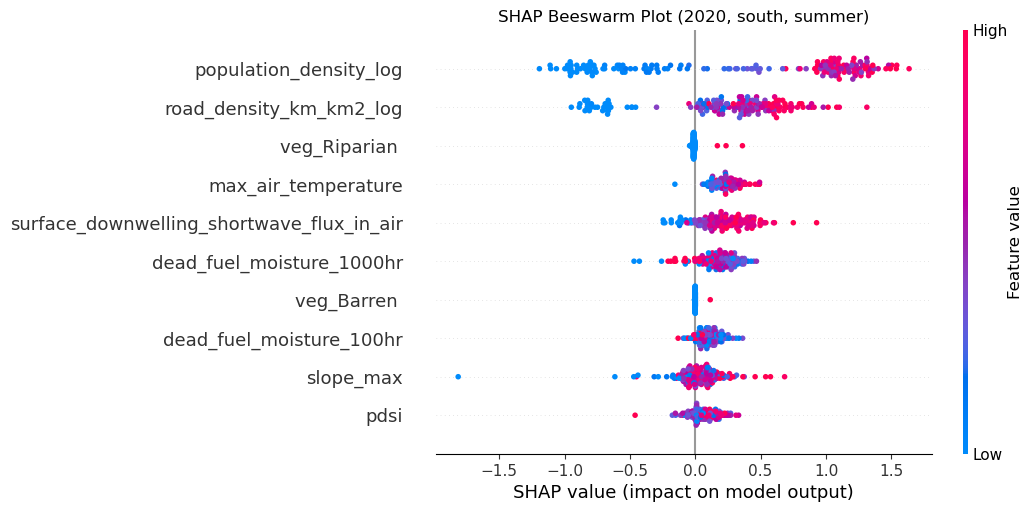 SHAP Beeswarm Plot (2020, south, summer)
High
population_density_log
road_density_km_km2_log
veg_Riparian
max_air_temperature
surface_downwelling_shortwave_flux_in_air
dead_fuel_moisture_1000hr
veg_Barren
dead_fuel_moisture_100hr
slope_max
pdsi
Feature value
Low
−1.5 −1.0 −0.5 0.0 0.5 1.0 1.5
SHAP value (impact on model output)